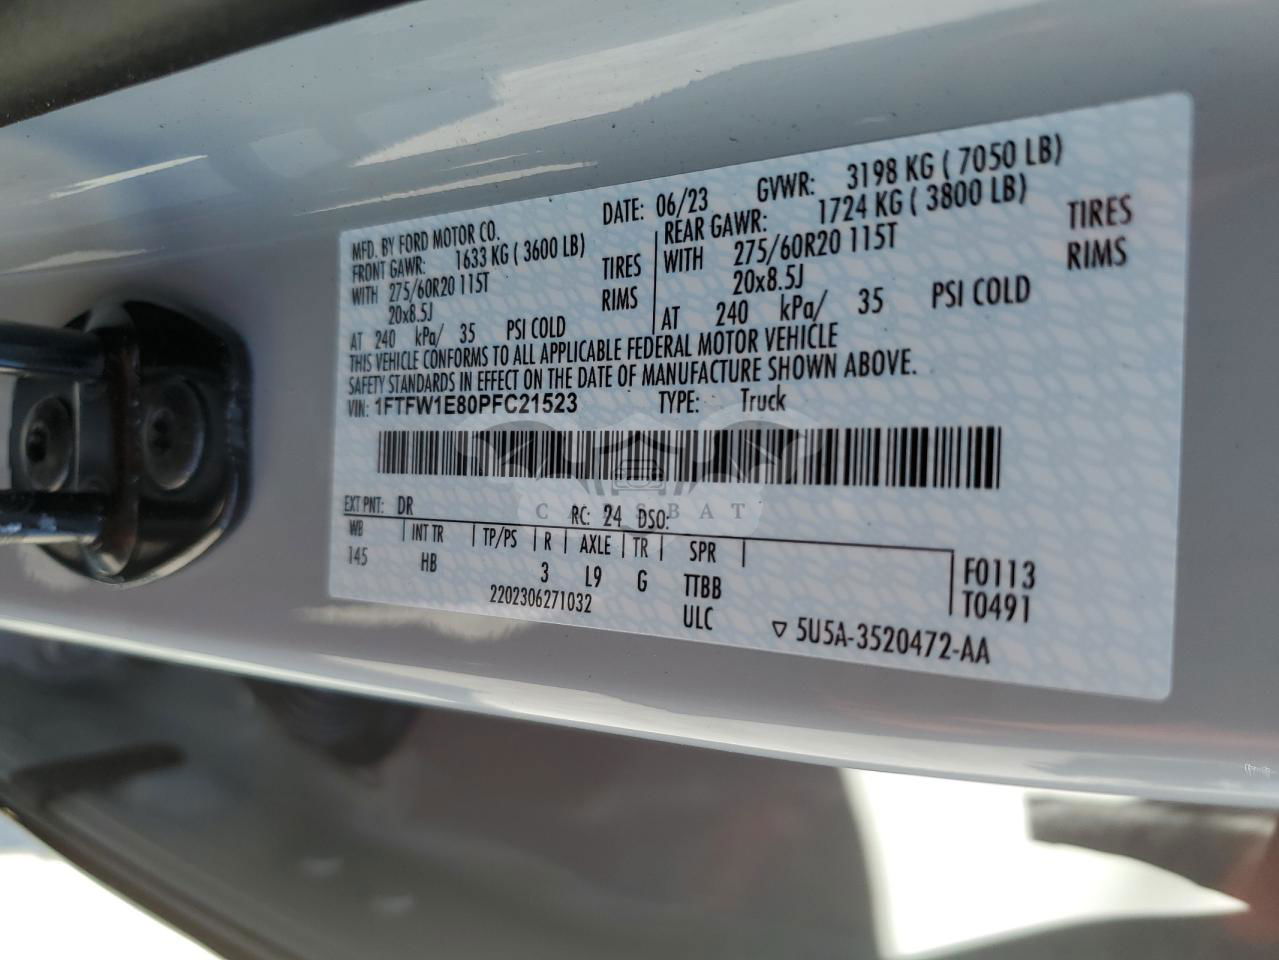 MFD. BY FORD MOTOR CO. DATE: 06/23 GVWR: 3198 KG ( 7050 LB)
FRONT GAWR: 1633 KG ( 3600 LB) REAR GAWR: 1724 KG ( 3800 LB)
WITH 275/60R20 115T TIRES WITH 275/60R20 115T TIRES
20x8.5J RIMS 20x8.5J RIMS
AT 240 kPa/ 35 PSI COLD AT 240 kPa/ 35 PSI COLD
THIS VEHICLE CONFORMS TO ALL APPLICABLE FEDERAL MOTOR VEHICLE
SAFETY STANDARDS IN EFFECT ON THE DATE OF MANUFACTURE SHOWN ABOVE.
VIN: 1FTFW1E80PFC21523 TYPE: Truck
EXT PNT: DR RC: 24 DSO:
WB INT TR TP/PS R AXLE TR SPR
145 HB 3 L9 G TTBB F0113
2202306271032 ULC T0491
▽ 5U5A-3520472-AA